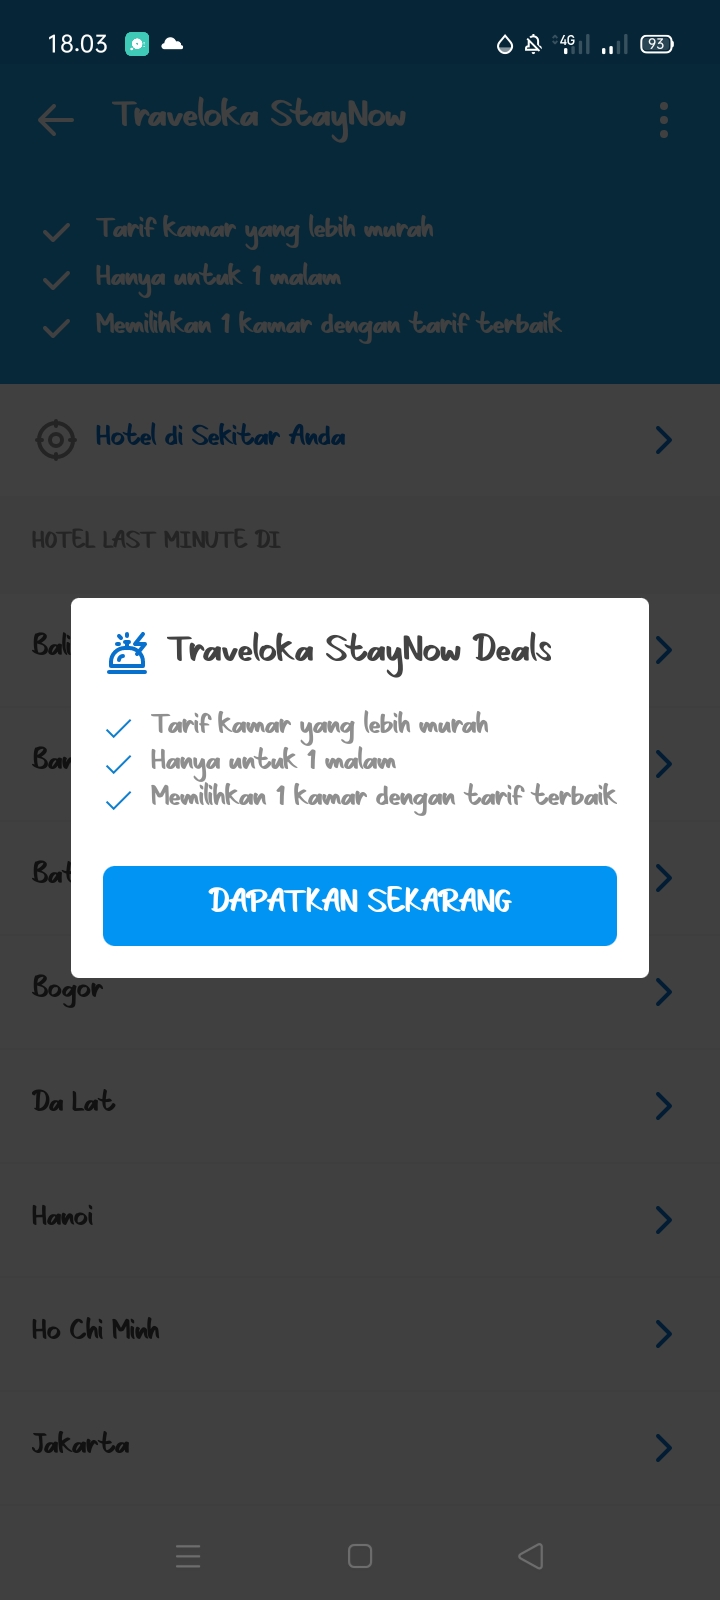 18.03
4G
93
Traveloka StayNow
Tarif kamar yang lebih murah
Hanya untuk 1 malam
Memilihkan 1 kamar dengan tarif terbaik
Hotel di Sekitar Anda
HOTEL LAST MINUTE DI
Bali
Traveloka StayNow Deals
Tarif kamar yang lebih murah
Hanya untuk 1 malam
Memilihkan 1 kamar dengan tarif terbaik
DAPATKAN SEKARANG
Bogor
Da Lat
Hanoi
Ho Chi Minh
Jakarta